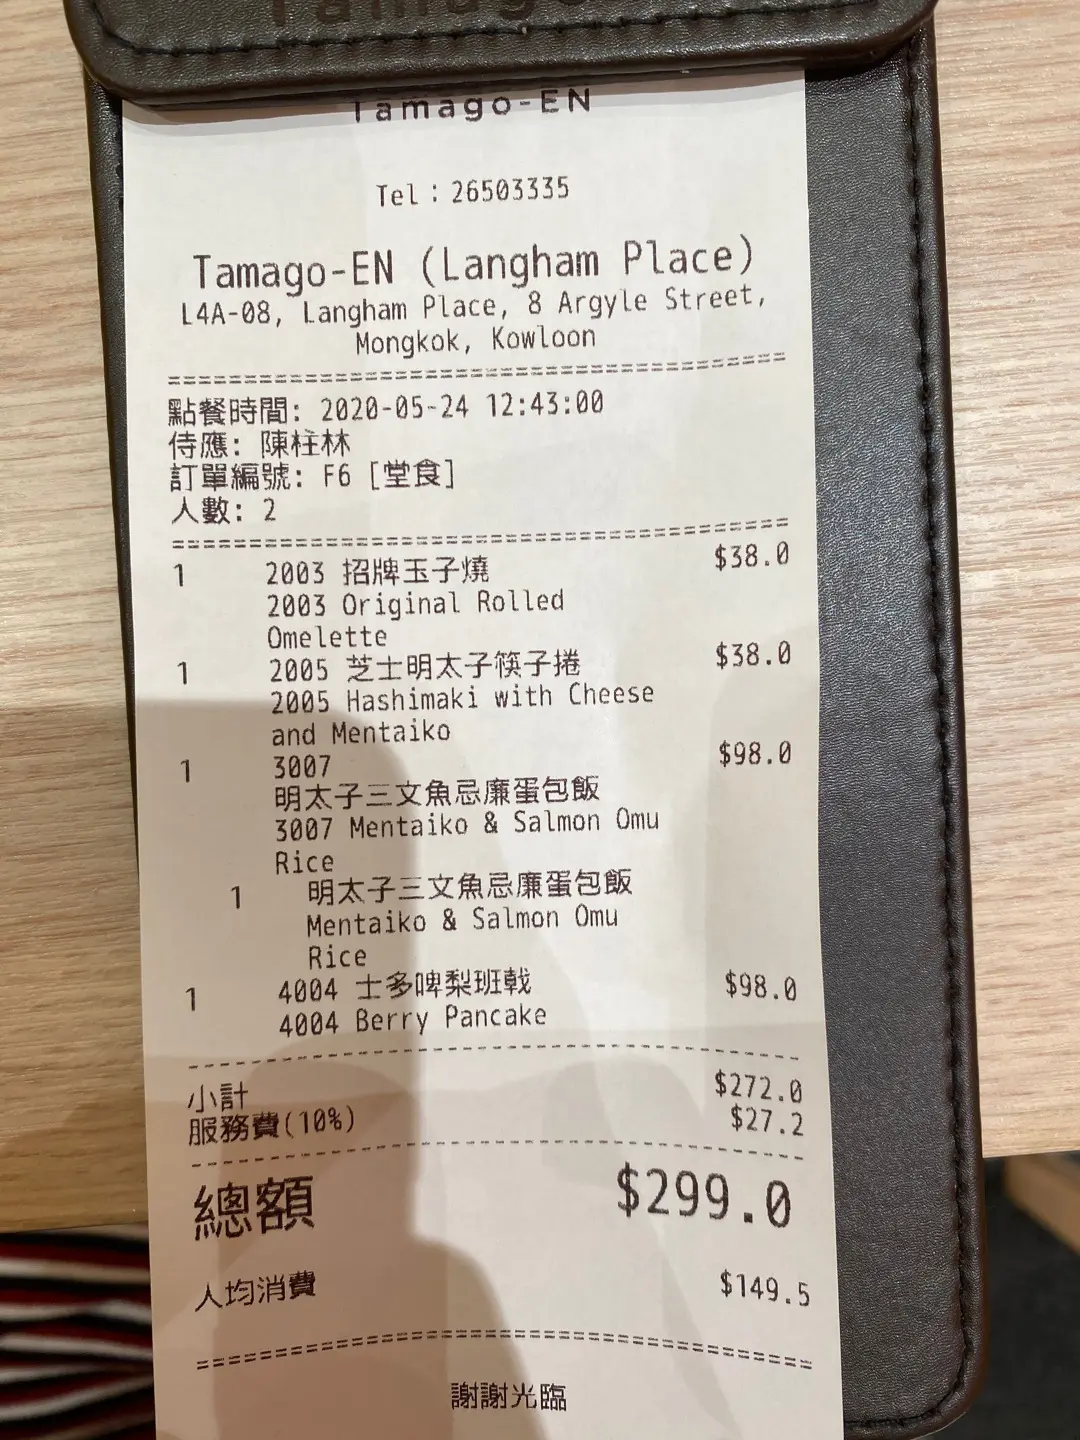 Tamago-EN
Tel：26503335
Tamago-EN (Langham Place)
L4A-08, Langham Place, 8 Argyle Street,
Mongkok, Kowloon
========================================
點餐時間: 2020-05-24 12:43:00
侍應: 陳柱林
訂單編號: F6 [堂食]
人數: 2
========================================
1 2003 招牌玉子燒 $38.0
2003 Original Rolled
Omelette
1 2005 芝士明太子筷子捲 $38.0
2005 Hashimaki with Cheese
and Mentaiko
1 3007 $98.0
明太子三文魚忌廉蛋包飯
3007 Mentaiko & Salmon Omu
Rice
1 明太子三文魚忌廉蛋包飯
Mentaiko & Salmon Omu
Rice
1 4004 士多啤梨班戟 $98.0
4004 Berry Pancake
小計 $272.0
服務費(10%) $27.2
總額 $299.0
人均消費 $149.5
========================================
謝謝光臨